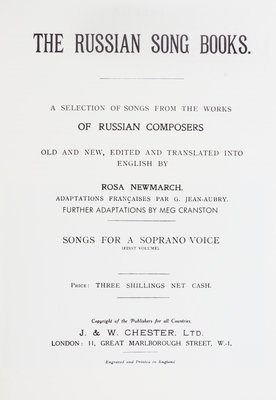 THE RUSSIAN SONG BOOKS.
A SELECTION OF SONGS FROM THE WORKS
OF RUSSIAN COMPOSERS
OLD AND NEW, EDITED AND TRANSLATED INTO
ENGLISH BY
ROSA NEWMARCH.
ADAPTATIONS FRANÇAISES PAR G. JEAN-AUBRY.
FURTHER ADAPTATIONS BY MEG CRANSTON
SONGS FOR A SOPRANO VOICE
(FIRST VOLUME)
PRICE: THREE SHILLINGS NET CASH.
Copyright of the Publishers for all Countries.
J. & W. CHESTER, LTD.
LONDON: 11, GREAT MARLBOROUGH STREET, W.1.
Engraved and Printed in England